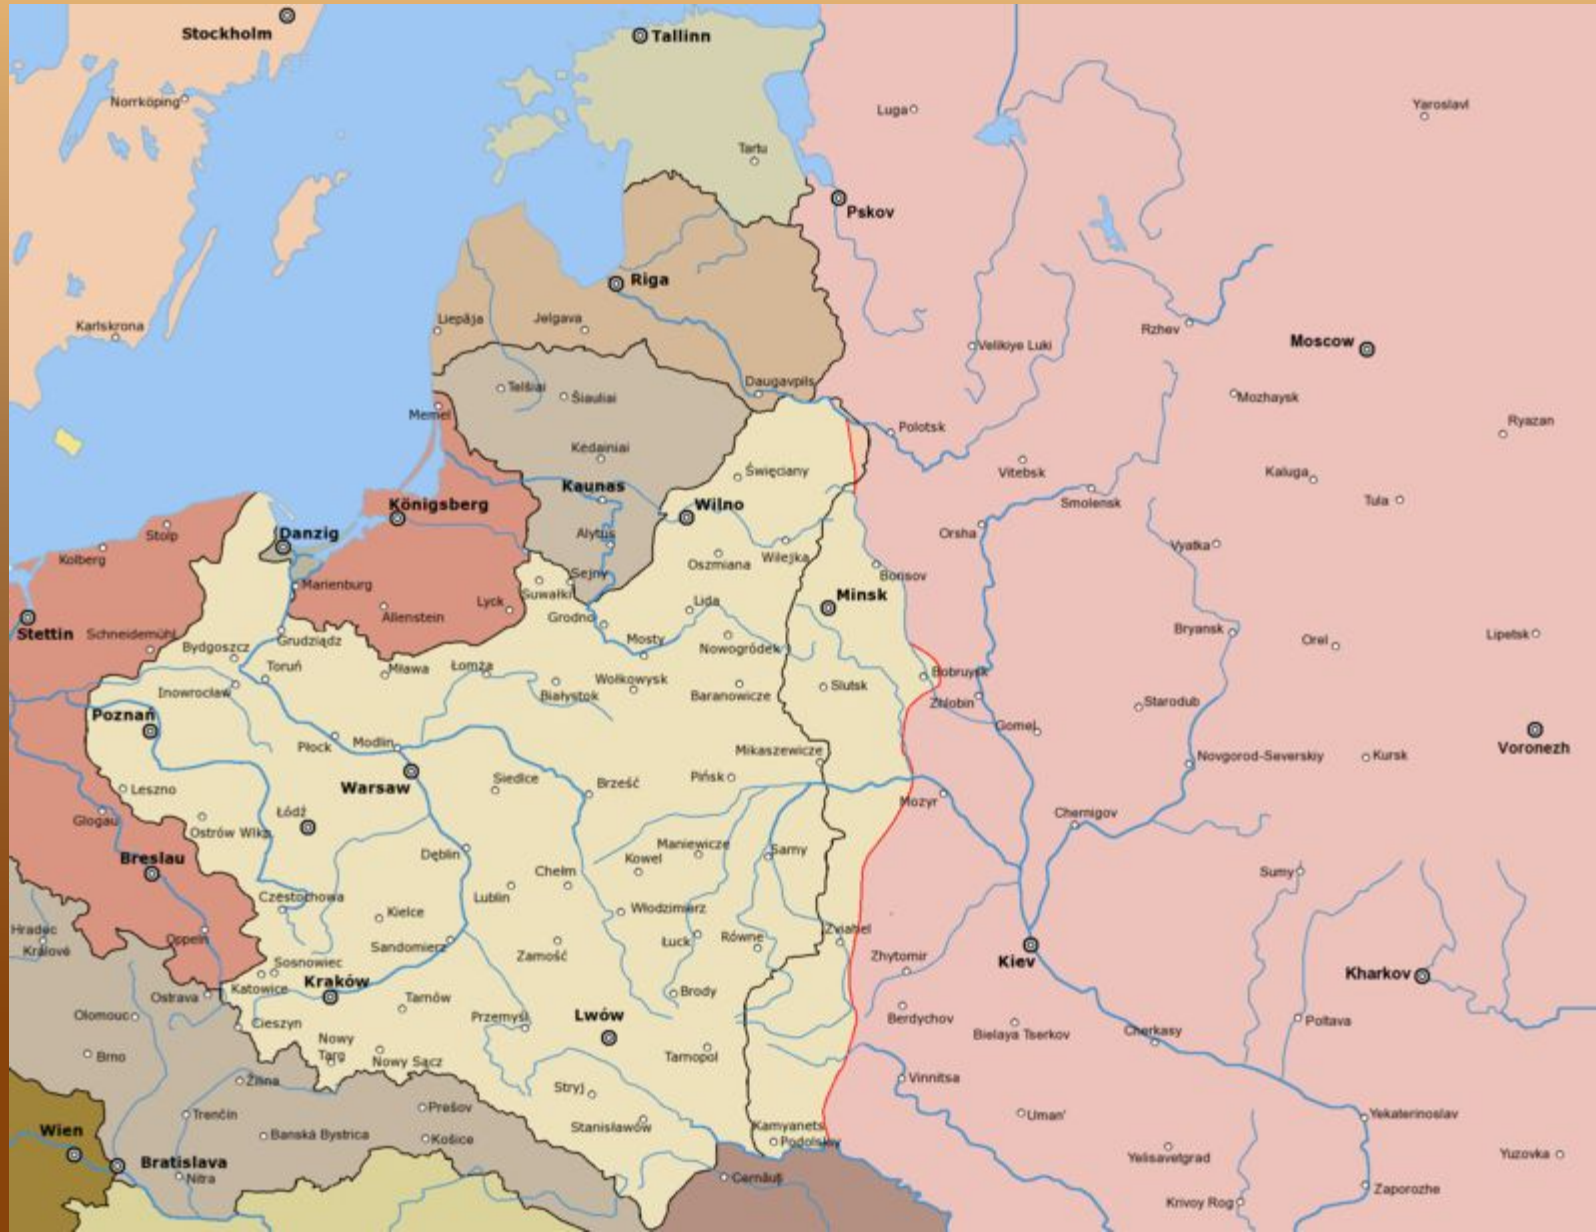 Stockholm
Tallinn
Norrköping
Luga
Yaroslavl
Tartu
Pskov
Riga
Karlskrona
Liepāja
Jelgava
Velikiye Luki
Rzhev
Moscow
Telšiai
Šiauliai
Daugavpils
Mozhaysk
Memel
Polotsk
Ryazan
Kedainiai
Święciany
Vitebsk
Kaluga
Kaunas
Königsberg
Wilno
Smolensk
Tula
Stolp
Danzig
Alytus
Orsha
Vyatka
Kolberg
Oszmiana
Wilejka
Sejny
Borisov
Marienburg
Suwałki
Minsk
Stettin
Allenstein
Lyck
Lida
Schneidemühl
Grudziądz
Grodno
Bryansk
Orel
Lipetsk
Bydgoszcz
Mosty
Nowogródek
Toruń
Mława
Łomża
Bobruysk
Inowrocław
Białystok
Wołkowysk
Baranowicze
Slutsk
Zhlobin
Starodub
Poznań
Gomel
Płock
Modlin
Mikaszewicze
Novgorod-Severskiy
Kursk
Voronezh
Warsaw
Siedlce
Brześć
Pińsk
Leszno
Mozyr
Glogau
Łódź
Ostrów Wlkp.
Chernigov
Breslau
Dęblin
Maniewicze
Kowel
Sarny
Chełm
Sumy
Częstochowa
Lublin
Kielce
Włodzimierz
Hradec
Králové
Oppeln
Sandomierz
Zamość
Łuck
Równe
Zviahel
Zhytomir
Kiev
Kharkov
Sosnowiec
Katowice
Kraków
Ostrava
Tarnów
Brody
Olomouc
Cieszyn
Przemyśl
Lwów
Berdychov
Bielaya Tserkov
Cherkasy
Poltava
Brno
Nowy
Targ
Nowy Sącz
Tarnopol
Žilina
Stryj
Vinnitsa
Trenčín
Prešov
Uman'
Yekaterinoslav
Wien
Banská Bystrica
Košice
Stanisławów
Kamyanets
Podolskiy
Yelisavetgrad
Yuzovka
Bratislava
Nitra
Cernăuţi
Krivoy Rog
Zaporozhe